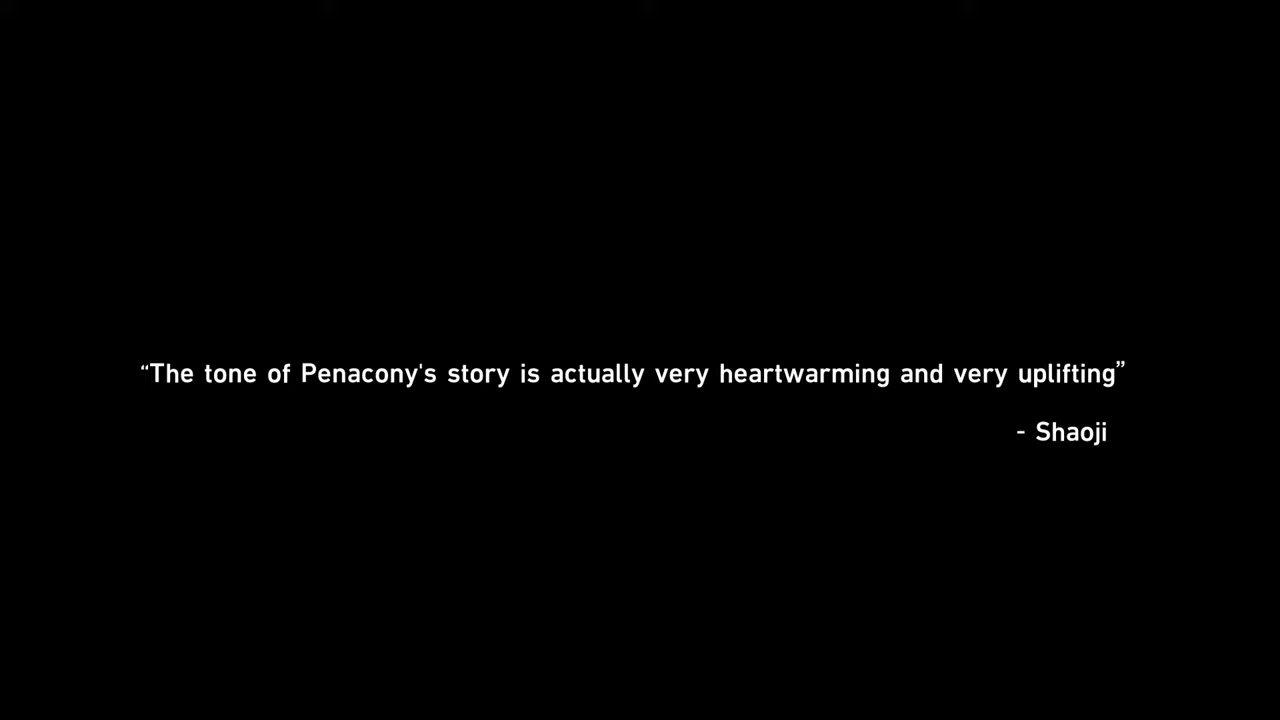 “The tone of Penacony's story is actually very heartwarming and very uplifting”
- Shaoji